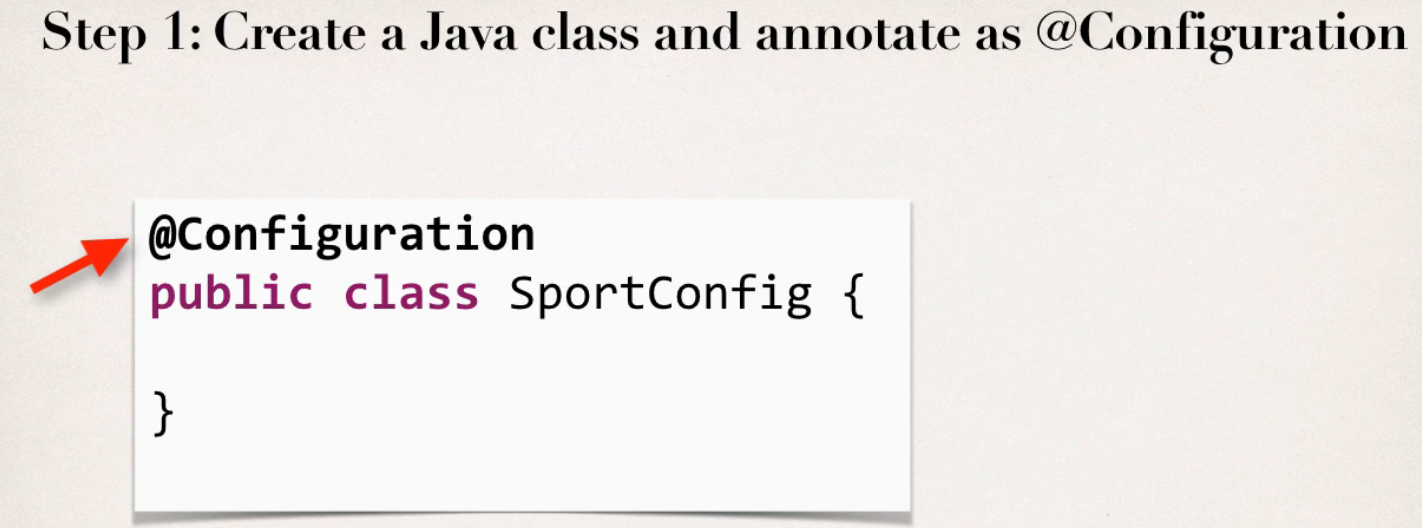 Step 1: Create a Java class and annotate as @Configuration
@Configuration
public class SportConfig {
}